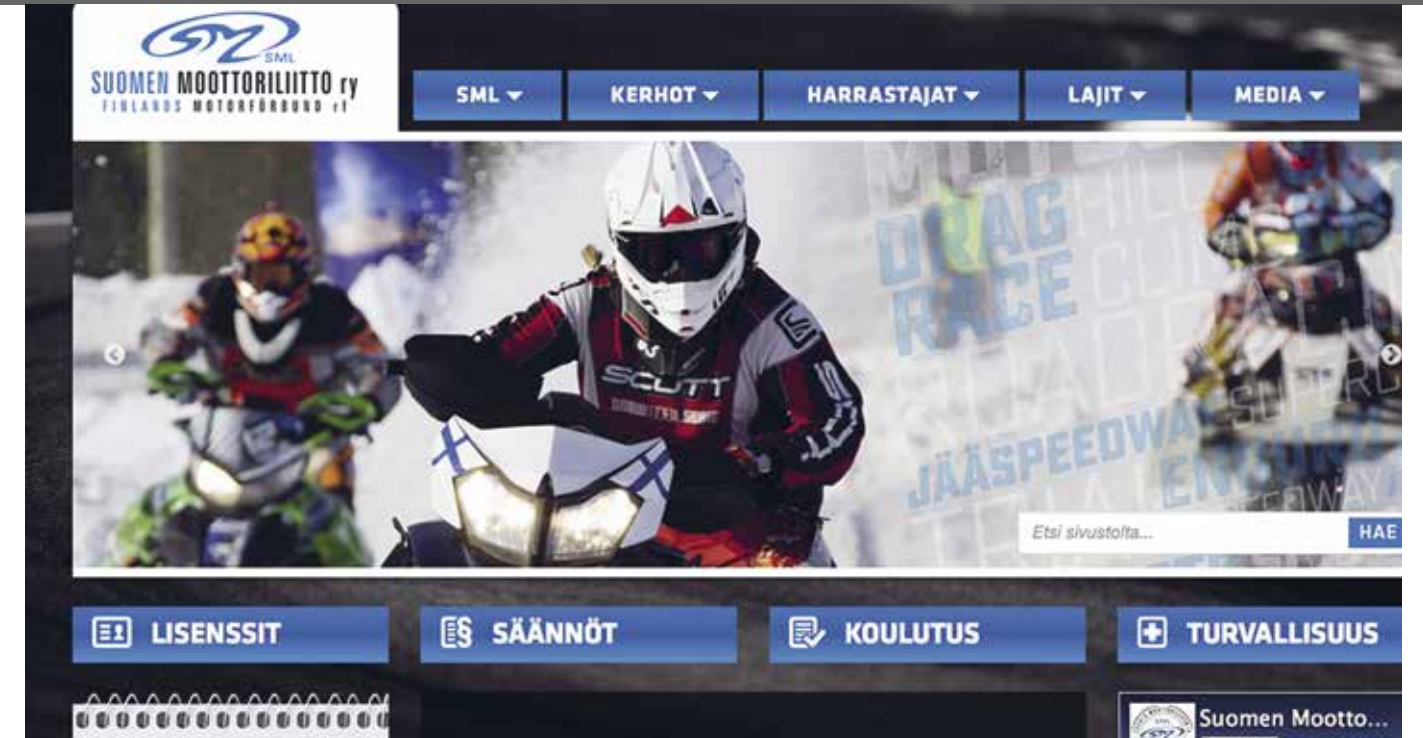 SML
SUOMEN MOOTTORILIITTO ry
FINLANDS MOTORFÖRBUND rf
SML KERHOT HARRASTAJAT LAJIT MEDIA
DRAG
RACE
SCOTT
JÄÄSPEEDWAY
Etsi sivustolta...
HAE
LISENSSIT SÄÄNNÖT KOULUTUS TURVALLISUUS
Suomen Mootto...